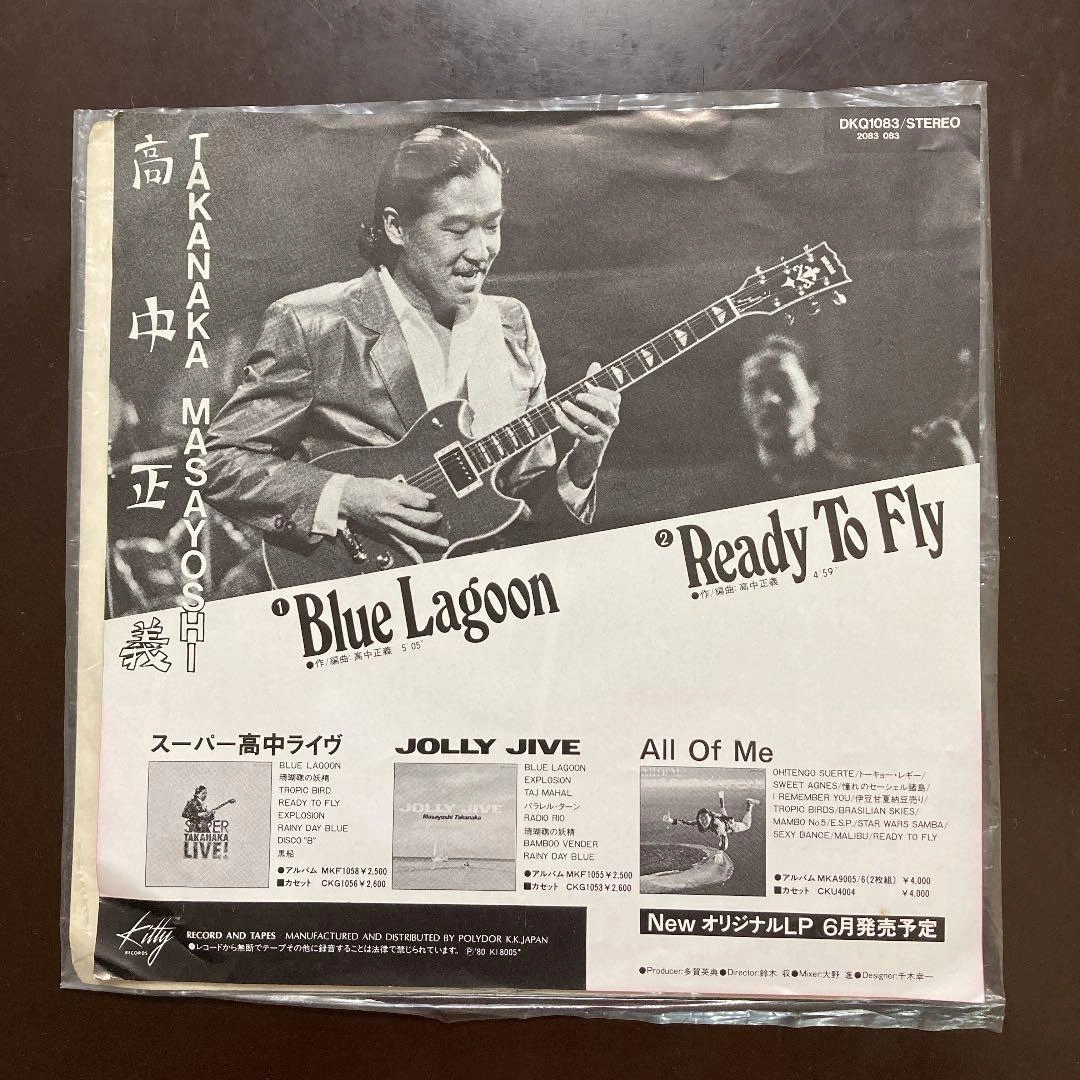 DKQ1083/STEREO
2083 083
高中正義
TAKANAKA MASAYOSHI
❶ Blue Lagoon
●作/編曲:高中正義 5´05˝
❷ Ready To Fly
●作/編曲:高中正義 4´59˝
スーパー高中ライヴ
SUPER
TAKANAKA
LIVE!
BLUE LAGOON
珊瑚礁の妖精
TROPIC BIRD
READY TO FLY
EXPLOSION
RAINY DAY BLUE
DISCO "B"
黒船
●アルバム MKF1058 ¥2,500
■カセット CKG1056 ¥2,600
JOLLY JIVE
JOLLY JIVE
Masayoshi Takanaka
BLUE LAGOON
EXPLOSION
TAJ MAHAL
パラレル・ターン
RADIO RIO
珊瑚礁の妖精
BAMBOO VENDER
RAINY DAY BLUE
●アルバム MKF1055 ¥2,500
■カセット CKG1053 ¥2,600
All Of Me
OH!TENGO SUERTE/トーキョー・レギー/
SWEET AGNES/憧れのセーシェル諸島/
I REMEMBER YOU/伊豆甘夏納豆売り/
TROPIC BIRDS/BRASILIAN SKIES/
MAMBO No.5/E.S.P./STAR WARS SAMBA/
SEXY DANCE/MALIBU/READY TO FLY
●アルバム MKA9005/6(2枚組) ¥4,000
■カセット CKU4004 ¥4,000
New オリジナルLP 6月発売予定
Kitty
RECORDS
RECORD AND TAPES MANUFACTURED AND DISTRIBUTED BY POLYDOR K.K.JAPAN
●レコードから無断でテープその他に録音することは法律で禁じられています。 Ⓟ'80 KI 8005"
●Producer:多賀英典●Director:鈴木 収●Mixer:大野 進●Designer:千木幸一